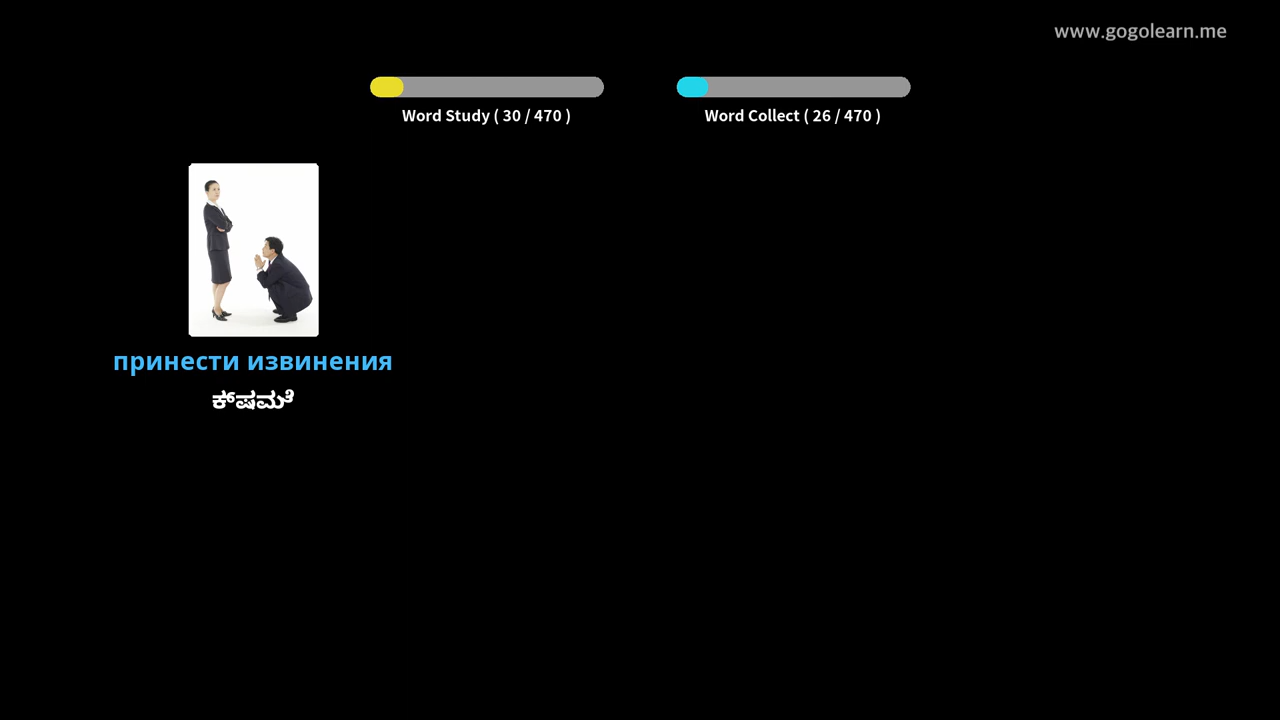 www.gogolearn.me
Word Study ( 30 / 470 )
Word Collect ( 26 / 470 )
принести извинения
ಕ್ಷಮೆ